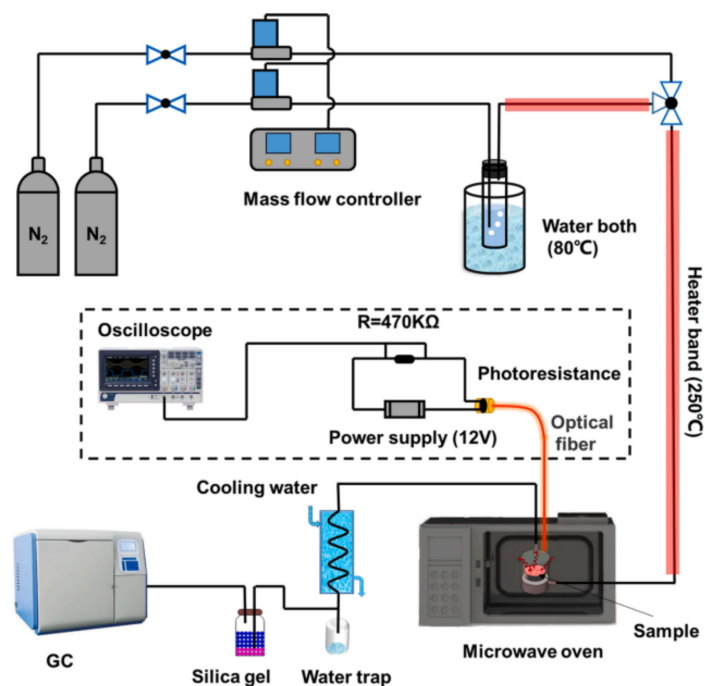 N₂
N₂
Mass flow controller
Water both
(80℃)
Heater band (250℃)
Oscilloscope
R=470KΩ
Photoresistance
Power supply (12V)
Optical
fiber
Cooling water
GC
Silica gel
Water trap
Microwave oven
Sample